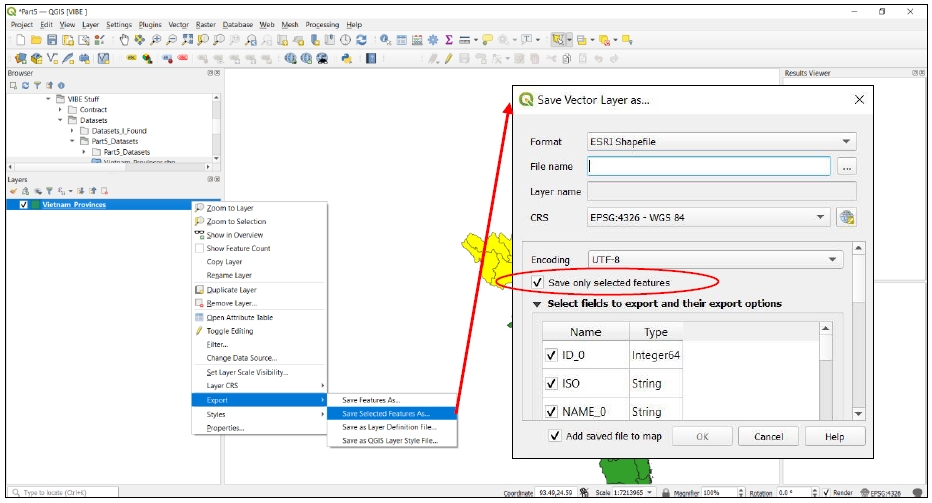 *Part5 — QGIS [VIBE ]
Project Edit View Layer Settings Plugins Vector Raster Database Web Mesh Processing Help
Browser
VIBE Stuff
Contract
Datasets
Datasets_I_Found
Part5_Datasets
Part5_Datasets
Vietnam_Provinces.shp
Layers
Vietnam_Provinces
Zoom to Layer
Zoom to Selection
Show in Overview
Show Feature Count
Copy Layer
Rename Layer
Duplicate Layer
Remove Layer...
Open Attribute Table
Toggle Editing
Filter...
Change Data Source...
Set Layer Scale Visibility...
Layer CRS
Export
Styles
Properties...
Save Features As...
Save Selected Features As...
Save as Layer Definition File...
Save as QGIS Layer Style File...
Results Viewer
Save Vector Layer as...
Format ESRI Shapefile
File name ...
Layer name
CRS EPSG:4326 - WGS 84
Encoding UTF-8
Save only selected features
Select fields to export and their export options
Name Type
ID_0 Integer64
ISO String
NAME_0 String
Add saved file to map OK Cancel Help
Type to locate (Ctrl+K) Coordinate 93.49,24.59 Scale 1:7213965 Magnifier 100% Rotation 0.0 ° Render EPSG:4326